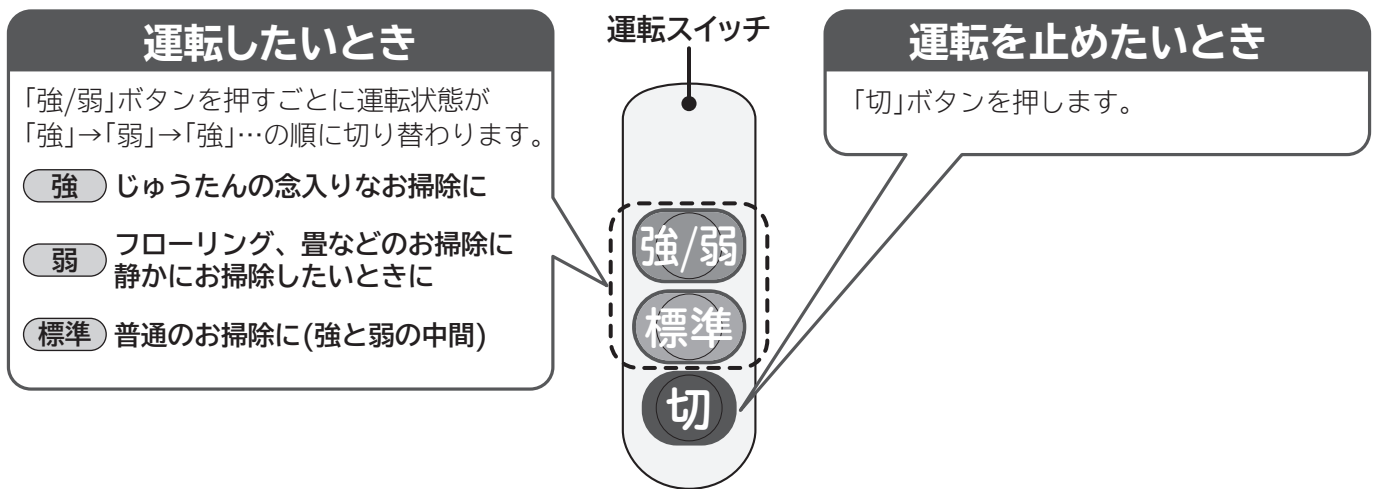 運転したいとき
「強/弱」ボタンを押すごとに運転状態が
「強」→「弱」→「強」…の順に切り替わります。
強 じゅうたんの念入りなお掃除に
弱 フローリング、畳などのお掃除に
静かにお掃除したいときに
標準 普通のお掃除に(強と弱の中間)
運転スイッチ
強/弱
標準
切
運転を止めたいとき
「切」ボタンを押します。